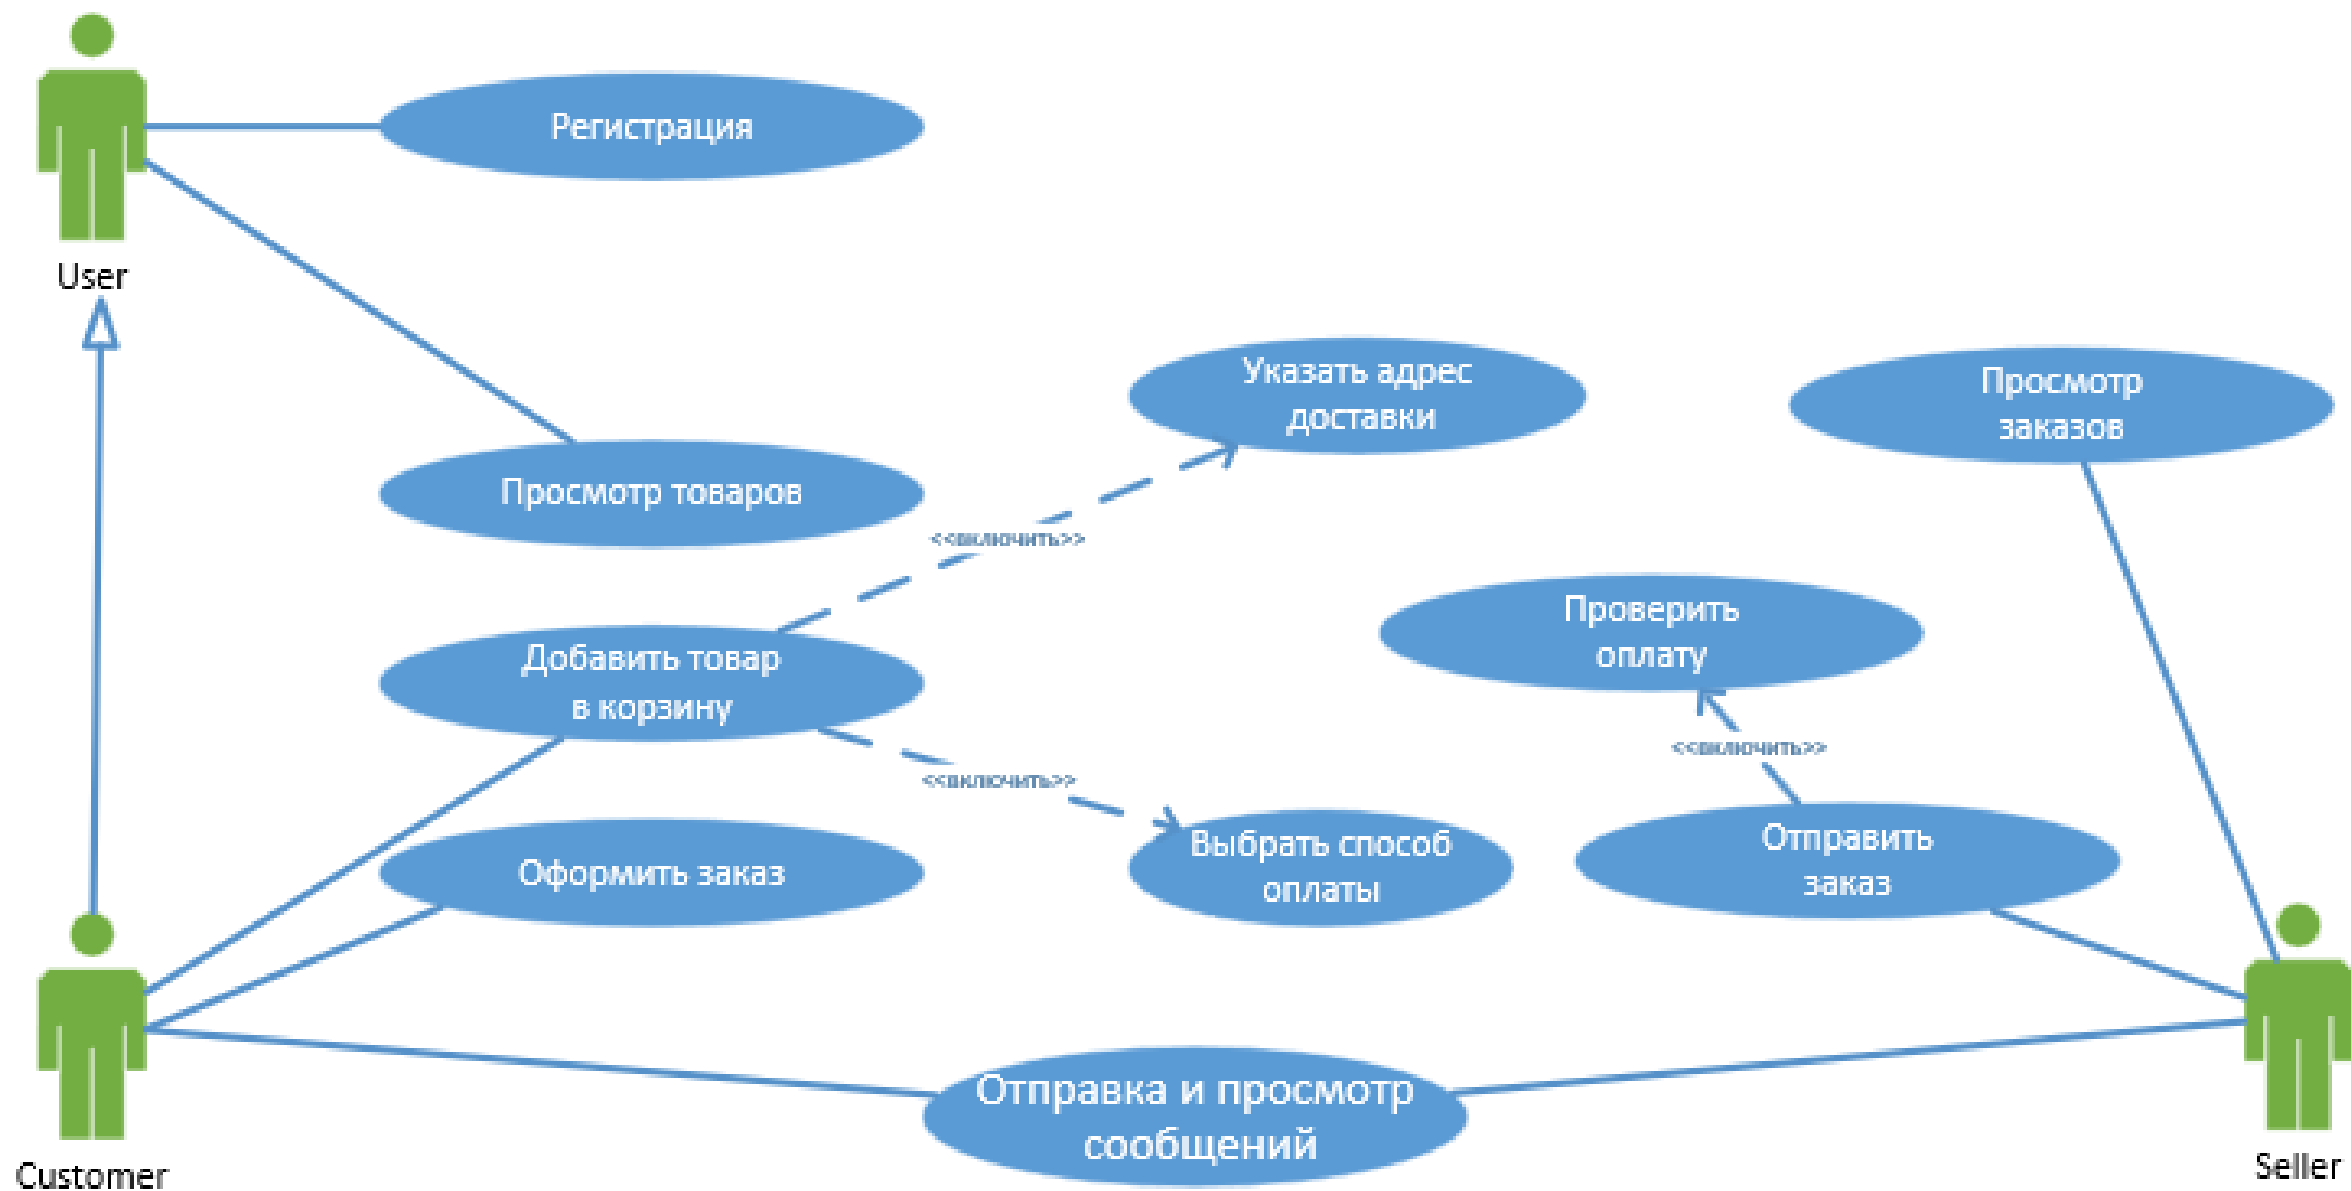 Регистрация
User
Указать адрес
доставки
Просмотр
заказов
Просмотр товаров
<<включить>>
Проверить
оплату
Добавить товар
в корзину
<<включить>>
<<включить>>
Оформить заказ
Выбрать способ
оплаты
Отправить
заказ
Отправка и просмотр
сообщений
Customer
Seller